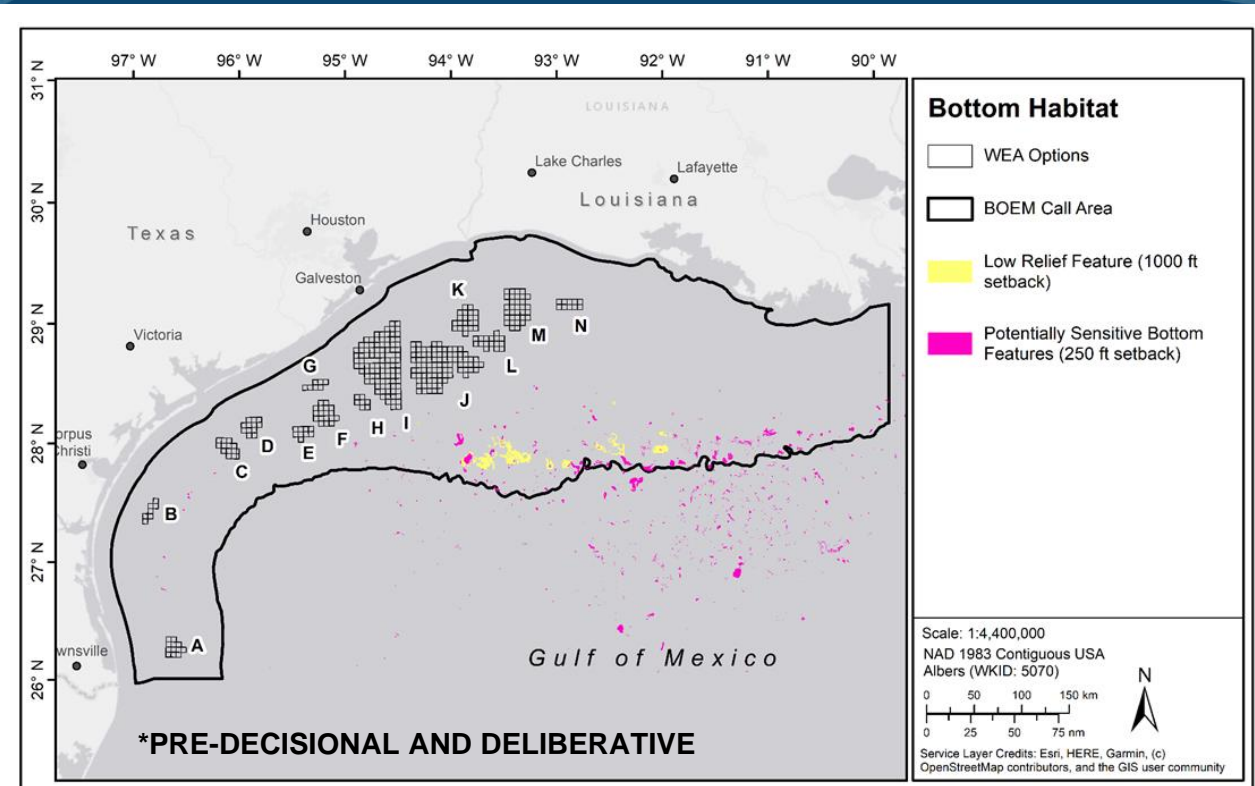 97° W 96° W 95° W 94° W 93° W 92° W 91° W 90° W
31° N
30° N
29° N
28° N
27° N
26° N
LOUISIANA
Lake Charles
Lafayette
Louisiana
Houston
Texas
Galveston
K
Victoria
M
N
G
L
J
I
H
F
E
D
C
orpus
Christi
B
A
wnsville
Gulf of Mexico
*PRE-DECISIONAL AND DELIBERATIVE
Bottom Habitat
WEA Options
BOEM Call Area
Low Relief Feature (1000 ft
setback)
Potentially Sensitive Bottom
Features (250 ft setback)
Scale: 1:4,400,000
NAD 1983 Contiguous USA
Albers (WKID: 5070)
N
0 50 100 150 km
0 25 50 75 nm
Service Layer Credits: Esri, HERE, Garmin, (c)
OpenStreetMap contributors, and the GIS user community